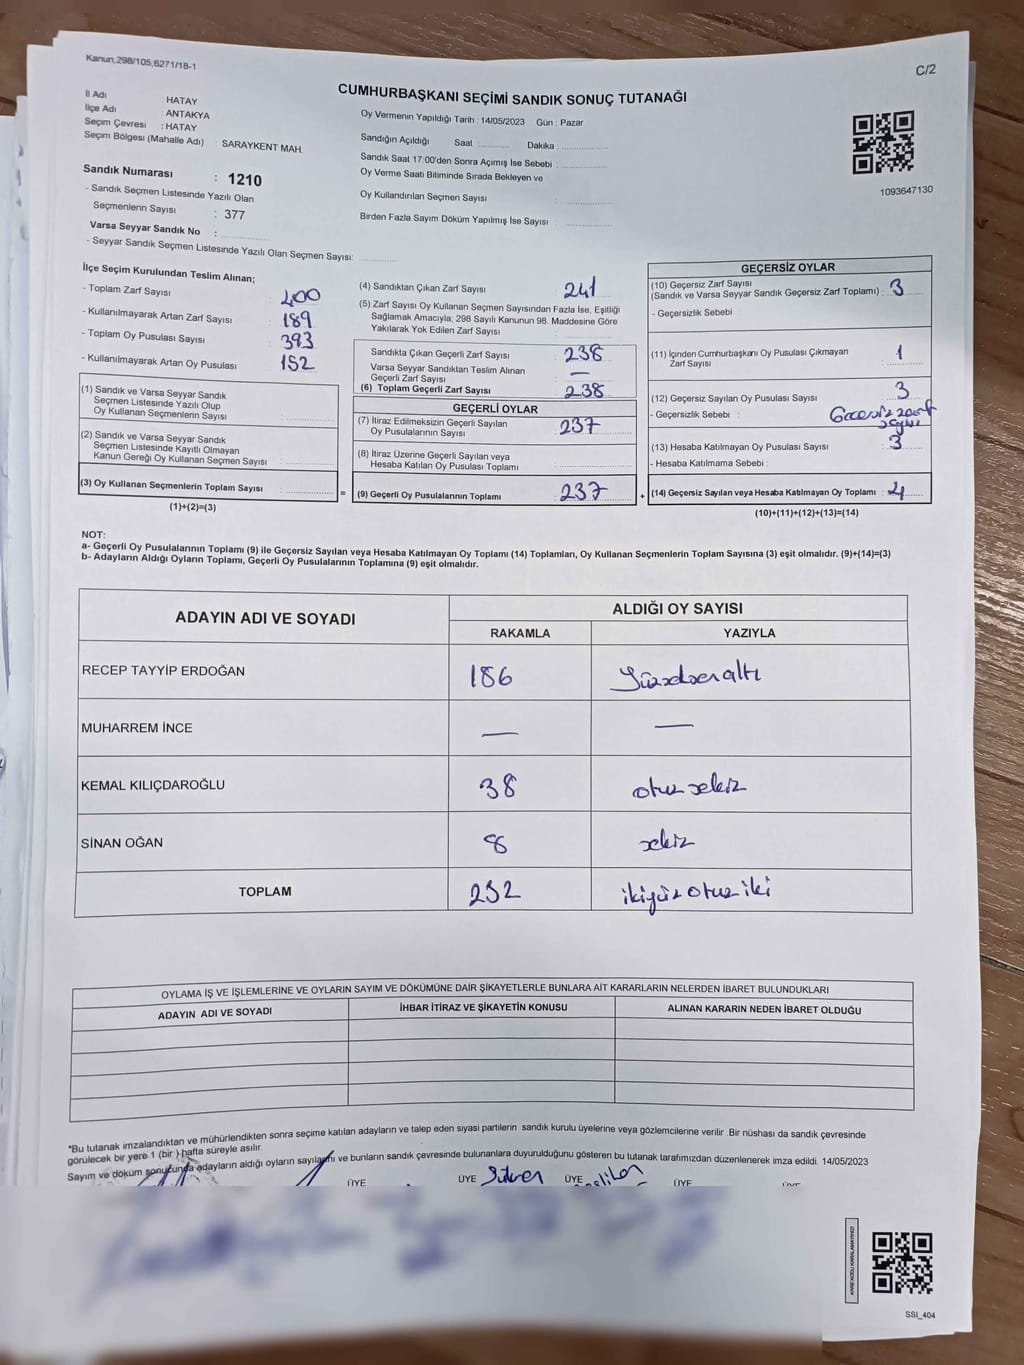 Kanun,298/105,6271/18-1
C/2
CUMHURBAŞKANI SEÇİMİ SANDIK SONUÇ TUTANAĞI
İl Adı HATAY
İlçe Adı : ANTAKYA
Seçim Çevresi : HATAY
Seçim Bölgesi (Mahalle Adı) : SARAYKENT MAH.
Sandık Numarası : 1210
- Sandık Seçmen Listesinde Yazılı Olan
Seçmenlerin Sayısı : 377
Varsa Seyyar Sandık No :
- Seyyar Sandık Seçmen Listesinde Yazılı Olan Seçmen Sayısı:
Oy Vermenin Yapıldığı Tarih : 14/05/2023 Gün : Pazar
Sandığın Açıldığı Saat Dakika
Sandık Saat 17:00'den Sonra Açımış İse Sebebi :
Oy Verme Saati Bitiminde Sırada Bekleyen ve
Oy Kullandırılan Seçmen Sayısı :
Birden Fazla Sayım Döküm Yapılmış İse Sayısı :
1093647130
İlçe Seçim Kurulundan Teslim Alınan;
- Toplam Zarf Sayısı : 400
- Kullanılmayarak Artan Zarf Sayısı : 189
- Toplam Oy Pusulası Sayısı : 393
- Kullanılmayarak Artan Oy Pusulası : 152
(1) Sandık ve Varsa Seyyar Sandık
Seçmen Listesinde Yazılı Olup
Oy Kullanan Seçmenlerin Sayısı :
(2) Sandık ve Varsa Seyyar Sandık
Seçmen Listesinde Kayıtlı Olmayan
Kanun Gereği Oy Kullanan Seçmen Sayısı :
(3) Oy Kullanan Seçmenlerin Toplam Sayısı : =
(1)+(2)=(3)
(4) Sandıktan Çıkan Zarf Sayısı : 241
(5) Zarf Sayısı Oy Kullanan Seçmen Sayısından Fazla İse, Eşitliği
Sağlamak Amacıyla; 298 Sayılı Kanunun 98. Maddesine Göre
Yakılarak Yok Edilen Zarf Sayısı
Sandıkta Çıkan Geçerli Zarf Sayısı : 238
Varsa Seyyar Sandıktan Teslim Alınan
Geçerli Zarf Sayısı : —
(6) Toplam Geçerli Zarf Sayısı : 238
GEÇERLİ OYLAR
(7) İtiraz Edilmeksizin Geçerli Sayılan
Oy Pusulalarının Sayısı : 237
(8) İtiraz Üzerine Geçerli Sayılan veya
Hesaba Katılan Oy Pusulası Toplamı :
(9) Geçerli Oy Pusulalarının Toplamı : 237 +
GEÇERSİZ OYLAR
(10) Geçersiz Zarf Sayısı
(Sandık ve Varsa Seyyar Sandık Geçersiz Zarf Toplamı) : 3
- Geçersizlik Sebebi
(11) İçinden Cumhurbaşkanı Oy Pusulası Çıkmayan
Zarf Sayısı : 1
(12) Geçersiz Sayılan Oy Pusulası Sayısı : 3
- Geçersizlik Sebebi : Geçersiz zarf
(13) Hesaba Katılmayan Oy Pusulası Sayısı : 3
- Hesaba Katılmama Sebebi :
(14) Geçersiz Sayılan veya Hesaba Katılmayan Oy Toplamı : 4
(10)+(11)+(12)+(13)=(14)
NOT:
a- Geçerli Oy Pusulalarının Toplamı (9) ile Geçersiz Sayılan veya Hesaba Katılmayan Oy Toplamı (14) Toplamları, Oy Kullanan Seçmenlerin Toplam Sayısına (3) eşit olmalıdır. (9)+(14)=(3)
b- Adayların Aldığı Oyların Toplamı, Geçerli Oy Pusulalarının Toplamına (9) eşit olmalıdır.
ADAYIN ADI VE SOYADI ALDIĞI OY SAYISI
RAKAMLA YAZIYLA
RECEP TAYYİP ERDOĞAN 186 Yüzseksenaltı
MUHARREM İNCE — —
KEMAL KILIÇDAROĞLU 38 otuzsekiz
SİNAN OĞAN 8 sekiz
TOPLAM 232 ikiyüzotuziki
OYLAMA İŞ VE İŞLEMLERİNE VE OYLARIN SAYIM VE DÖKÜMÜNE DAİR ŞİKAYETLERLE BUNLARA AİT KARARLARIN NELERDEN İBARET BULUNDUKLARI
ADAYIN ADI VE SOYADI İHBAR İTİRAZ VE ŞİKAYETİN KONUSU ALINAN KARARIN NEDEN İBARET OLDUĞU
*Bu tutanak imzalandıktan ve mühürlendikten sonra seçime katılan adayların ve talep eden siyasi partilerin sandık kurulu üyelerine veya gözlemcilerine verilir .Bir nüshası da sandık çevresinde
görülecek bir yere 1 (bir ) hafta süreyle asılır.
Sayım ve döküm sonucunda adayların aldığı oyların sayılarını ve bunların sandık çevresinde bulunanlara duyurulduğunu gösteren bu tutanak tarafımızdan düzenlenerek imza edildi. 14/05/2023
ÜYE ÜYE ÜYE ÜYE
SSI_404